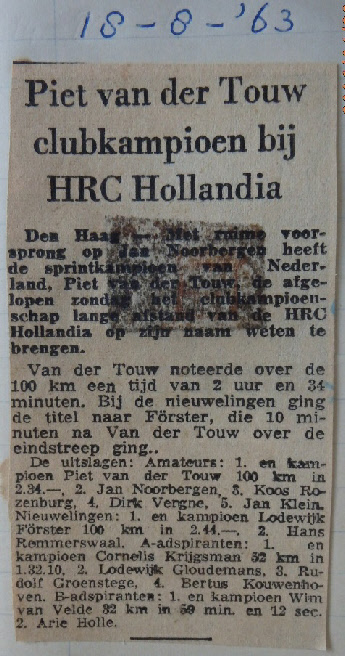 18-8-'63
Piet van der Touw
clubkampioen bij
HRC Hollandia
Den Haag — Met ruime voor-
sprong op Jan Noorbergen heeft
de sprintkampioen van Neder-
land, Piet van der Touw, de afge-
lopen zondag het clubkampioen-
schap lange afstand van de HRC
Hollandia op zijn naam weten te
brengen.
Van der Touw noteerde over de
100 km een tijd van 2 uur en 34
minuten. Bij de nieuwelingen ging
de titel naar Förster, die 10 mi-
nuten na Van der Touw over de
eindstreep ging..
De uitslagen: Amateurs: 1. en kam-
pioen Piet van der Touw 100 km in
2.34.—, 2. Jan Noorbergen, 3. Koos Ro-
zenburg, 4. Dirk Vergne, 5. Jan Klein.
Nieuwelingen: 1. en kampioen Lodewijk
Förster 100 km in 2.44.—, 2. Hans
Remmerswaal. A-adspiranten: 1. en
kampioen Cornelis Krijgsman 52 km in
1.32.10, 2. Lodewijk Gloudemans, 3. Ru-
dolf Groenstege, 4. Bertus Kouwenho-
ven. B-adspiranten: 1. en kampioen Wim
van Velde 32 km in 59 min. en 12 sec.
2. Arie Holle.